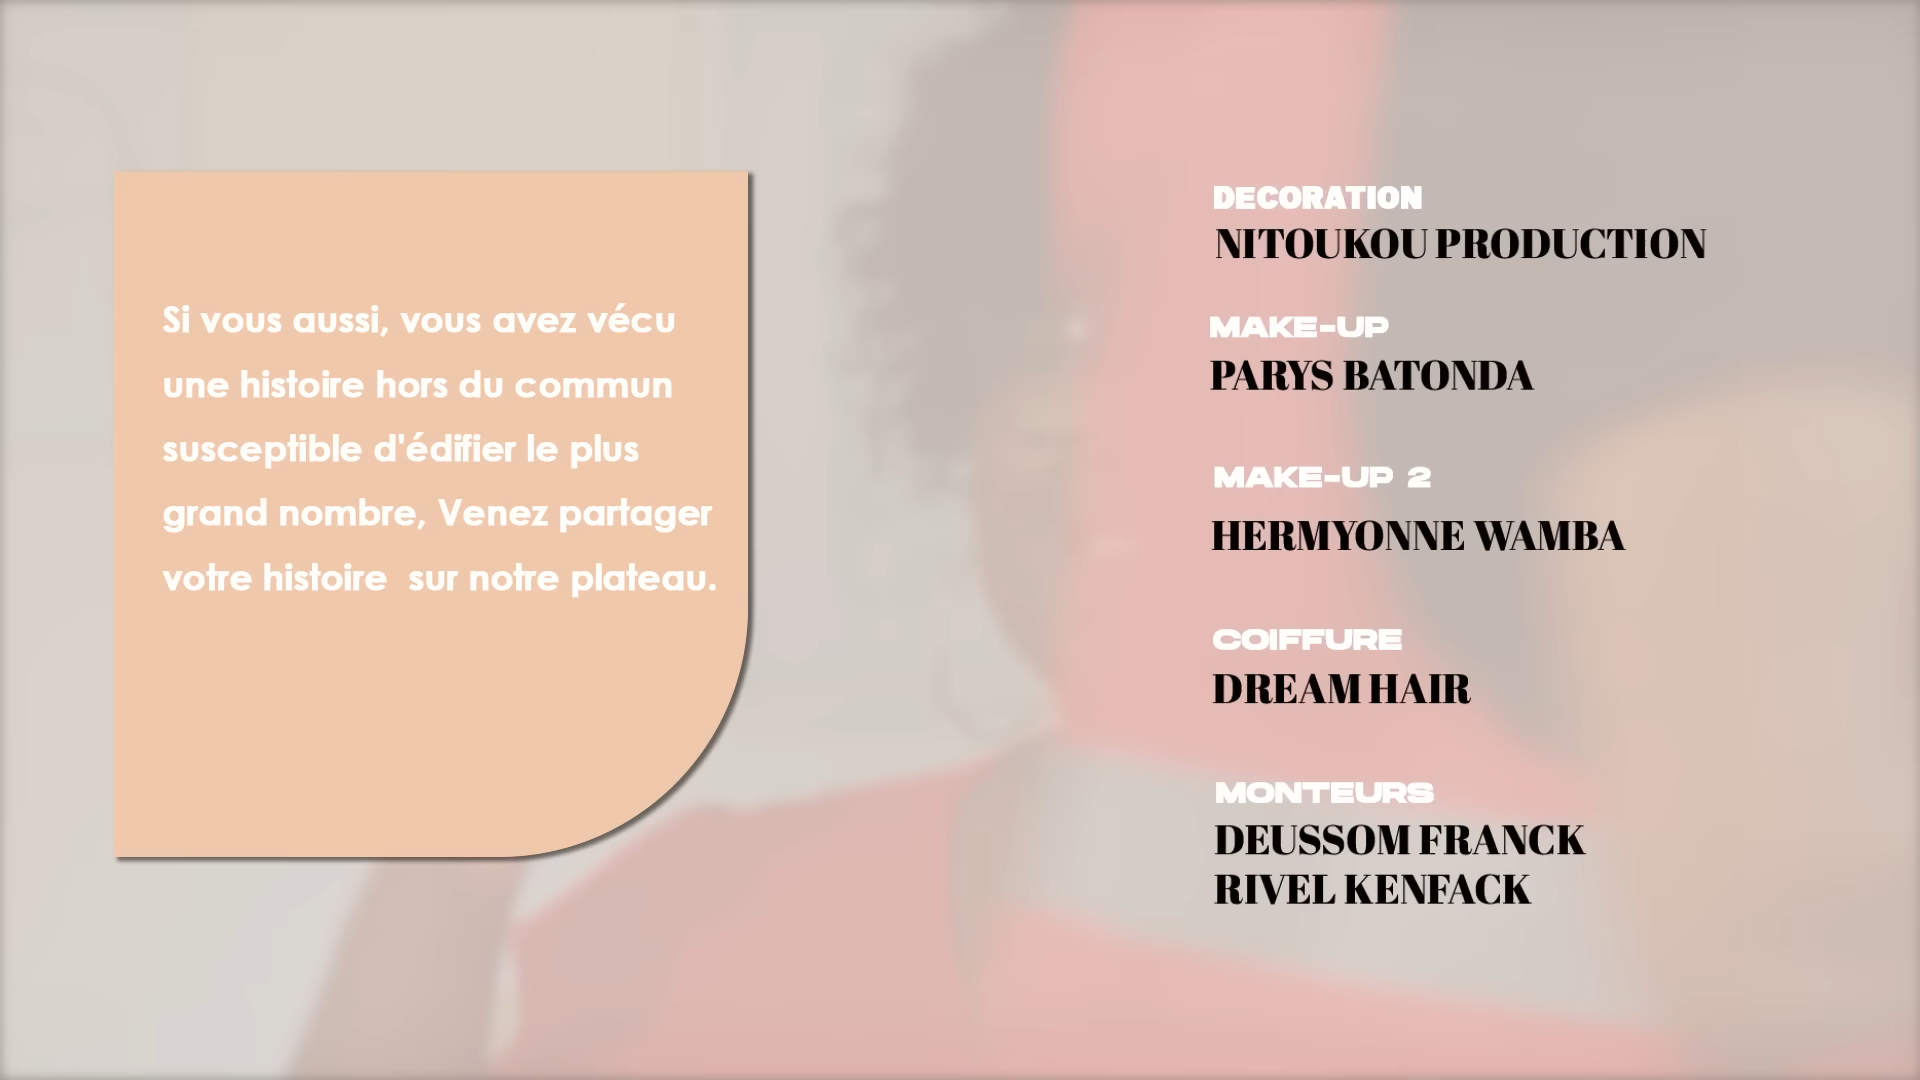 Si vous aussi, vous avez vécu
une histoire hors du commun
susceptible d'édifier le plus
grand nombre, Venez partager
votre histoire  sur notre plateau.
DECORATION
NITOUKOU PRODUCTION
MAKE-UP
PARYS BATONDA
MAKE-UP 2
HERMYONNE WAMBA
COIFFURE
DREAM HAIR
MONTEURS
DEUSSOM FRANCK
RIVEL KENFACK